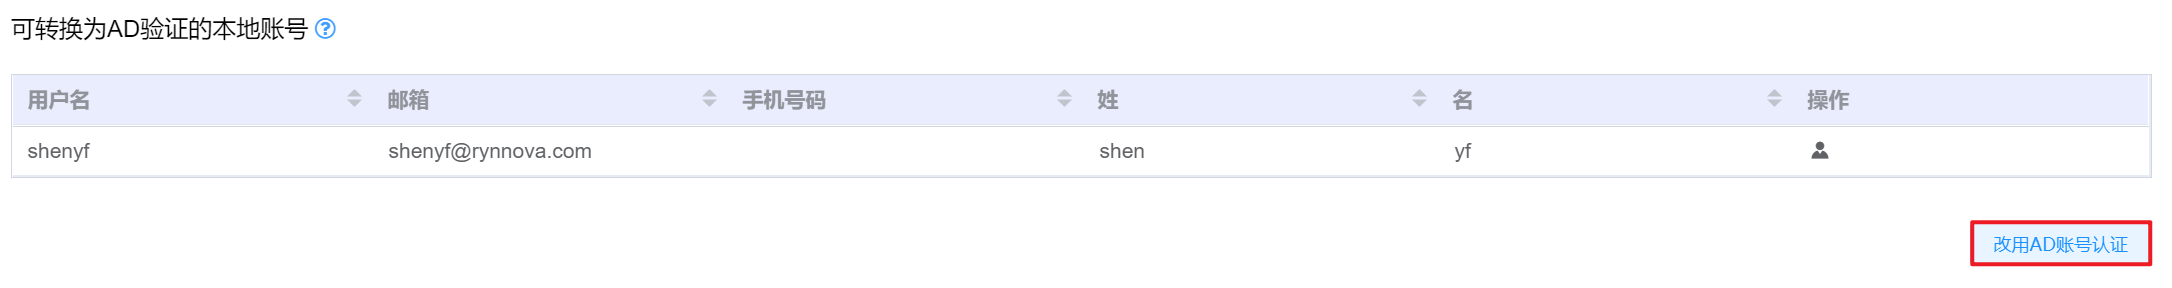 可转换为AD验证的本地账号 ?
用户名 邮箱 手机号码 姓 名 操作
shenyf shenyf@rynnova.com shen yf
改用AD账号认证